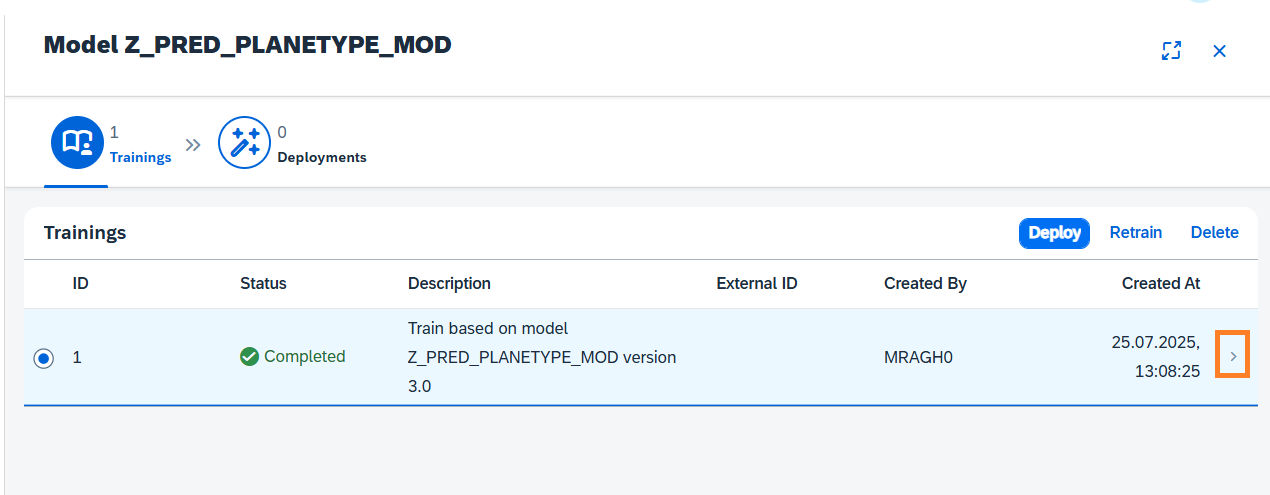 Model Z_PRED_PLANETYPE_MOD
1
Trainings
0
Deployments
Trainings
Deploy
Retrain
Delete
ID Status Description External ID Created By Created At
1 Completed Train based on model
Z_PRED_PLANETYPE_MOD version
3.0
MRAGH0
25.07.2025,
13:08:25